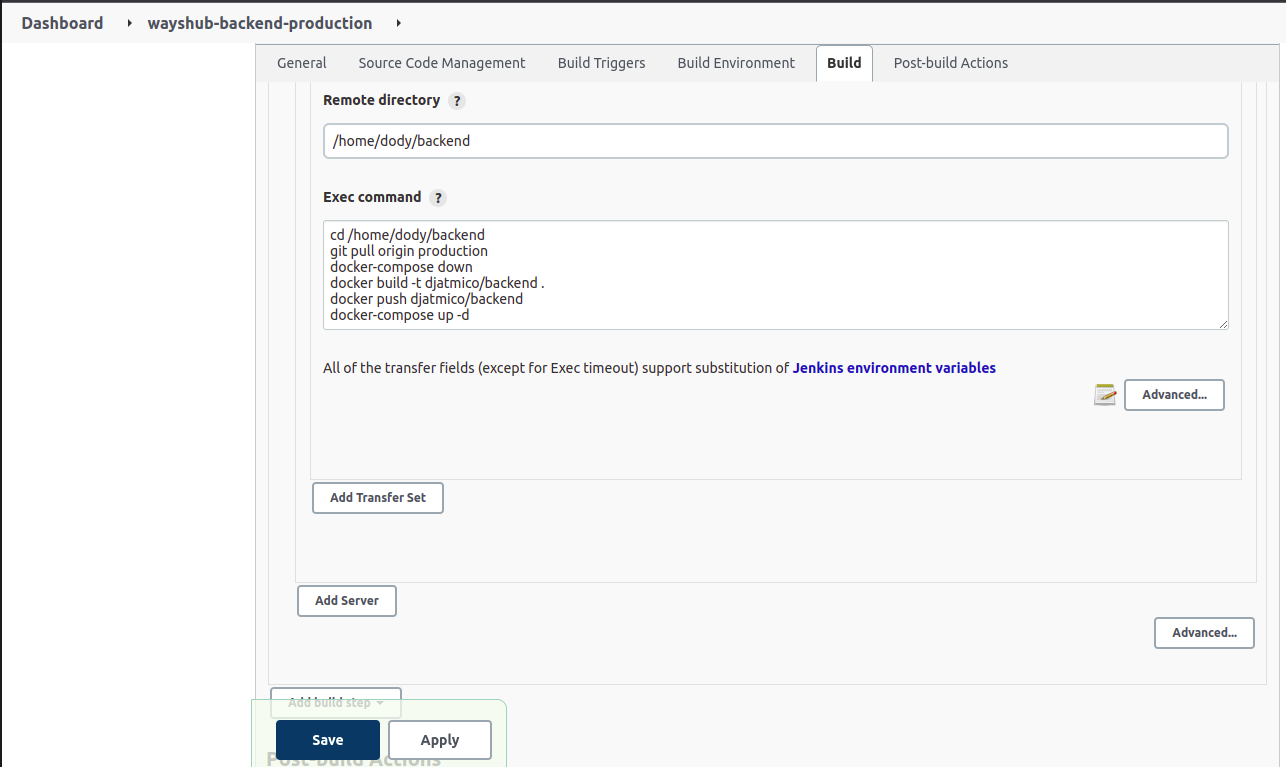 Dashboard wayshub-backend-production
General Source Code Management Build Triggers Build Environment Build Post-build Actions
Remote directory ?
/home/dody/backend
Exec command ?
cd /home/dody/backend
git pull origin production
docker-compose down
docker build -t djatmico/backend .
docker push djatmico/backend
docker-compose up -d
All of the transfer fields (except for Exec timeout) support substitution of Jenkins environment variables
Advanced...
Add Transfer Set
Add Server
Advanced...
Add build step
Save Apply
Post-build Actions